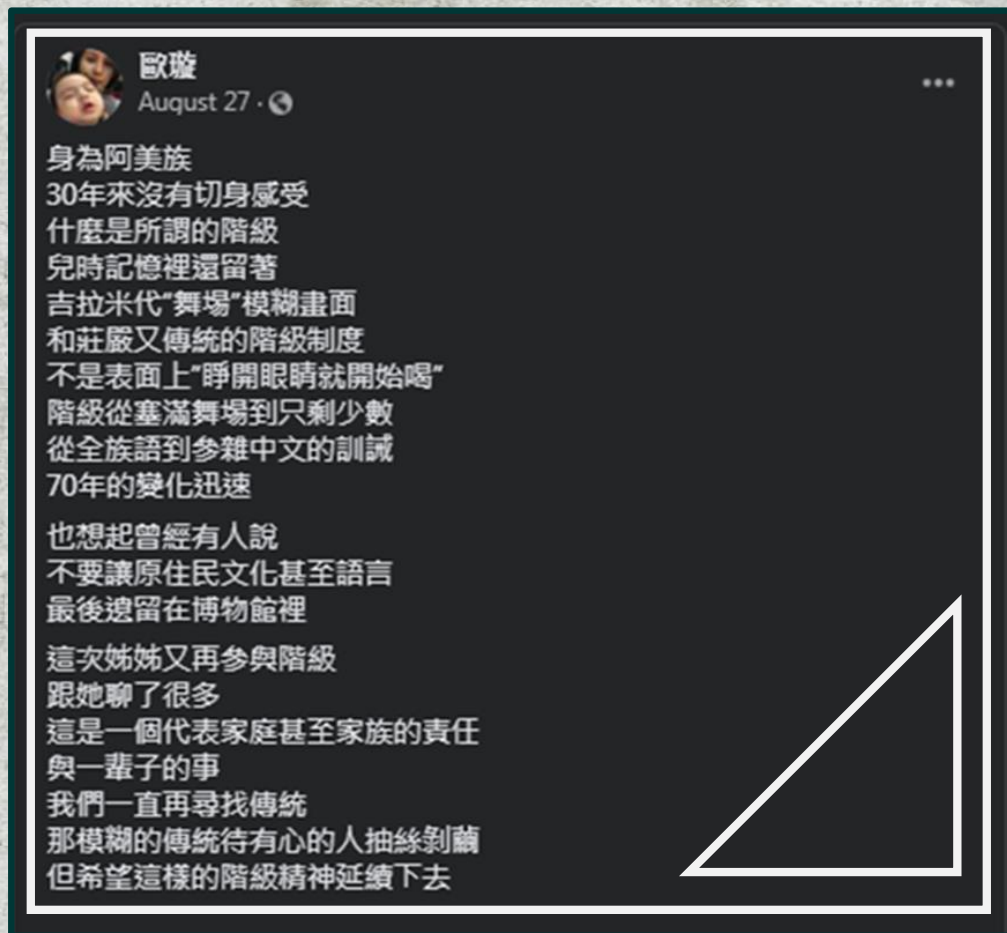 歐璇
August 27
身為阿美族
30年來沒有切身感受
什麼是所謂的階級
兒時記憶裡還留著
吉拉米代"舞場"模糊畫面
和莊嚴又傳統的階級制度
不是表面上"睜開眼睛就開始喝"
階級從塞滿舞場到只剩少數
從全族語到參雜中文的訓誡
70年的變化迅速
也想起曾經有人說
不要讓原住民文化甚至語言
最後遺留在博物館裡
這次姊姊又再參與階級
跟她聊了很多
這是一個代表家庭甚至家族的責任
與一輩子的事
我們一直再尋找傳統
那模糊的傳統待有心的人抽絲剝繭
但希望這樣的階級精神延續下去